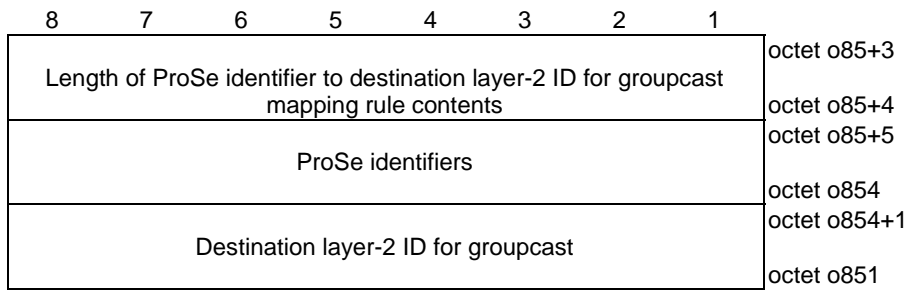 8 7 6 5 4 3 2 1
Length of ProSe identifier to destination layer-2 ID for groupcast
mapping rule contents
octet o85+3
octet o85+4
ProSe identifiers
octet o85+5
octet o854
Destination layer-2 ID for groupcast
octet o854+1
octet o851